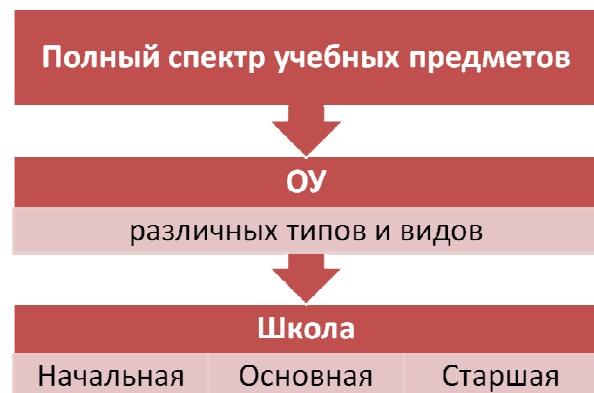 Полный спектр учебных предметов
ОУ
различных типов и видов
Школа
Начальная Основная Старшая